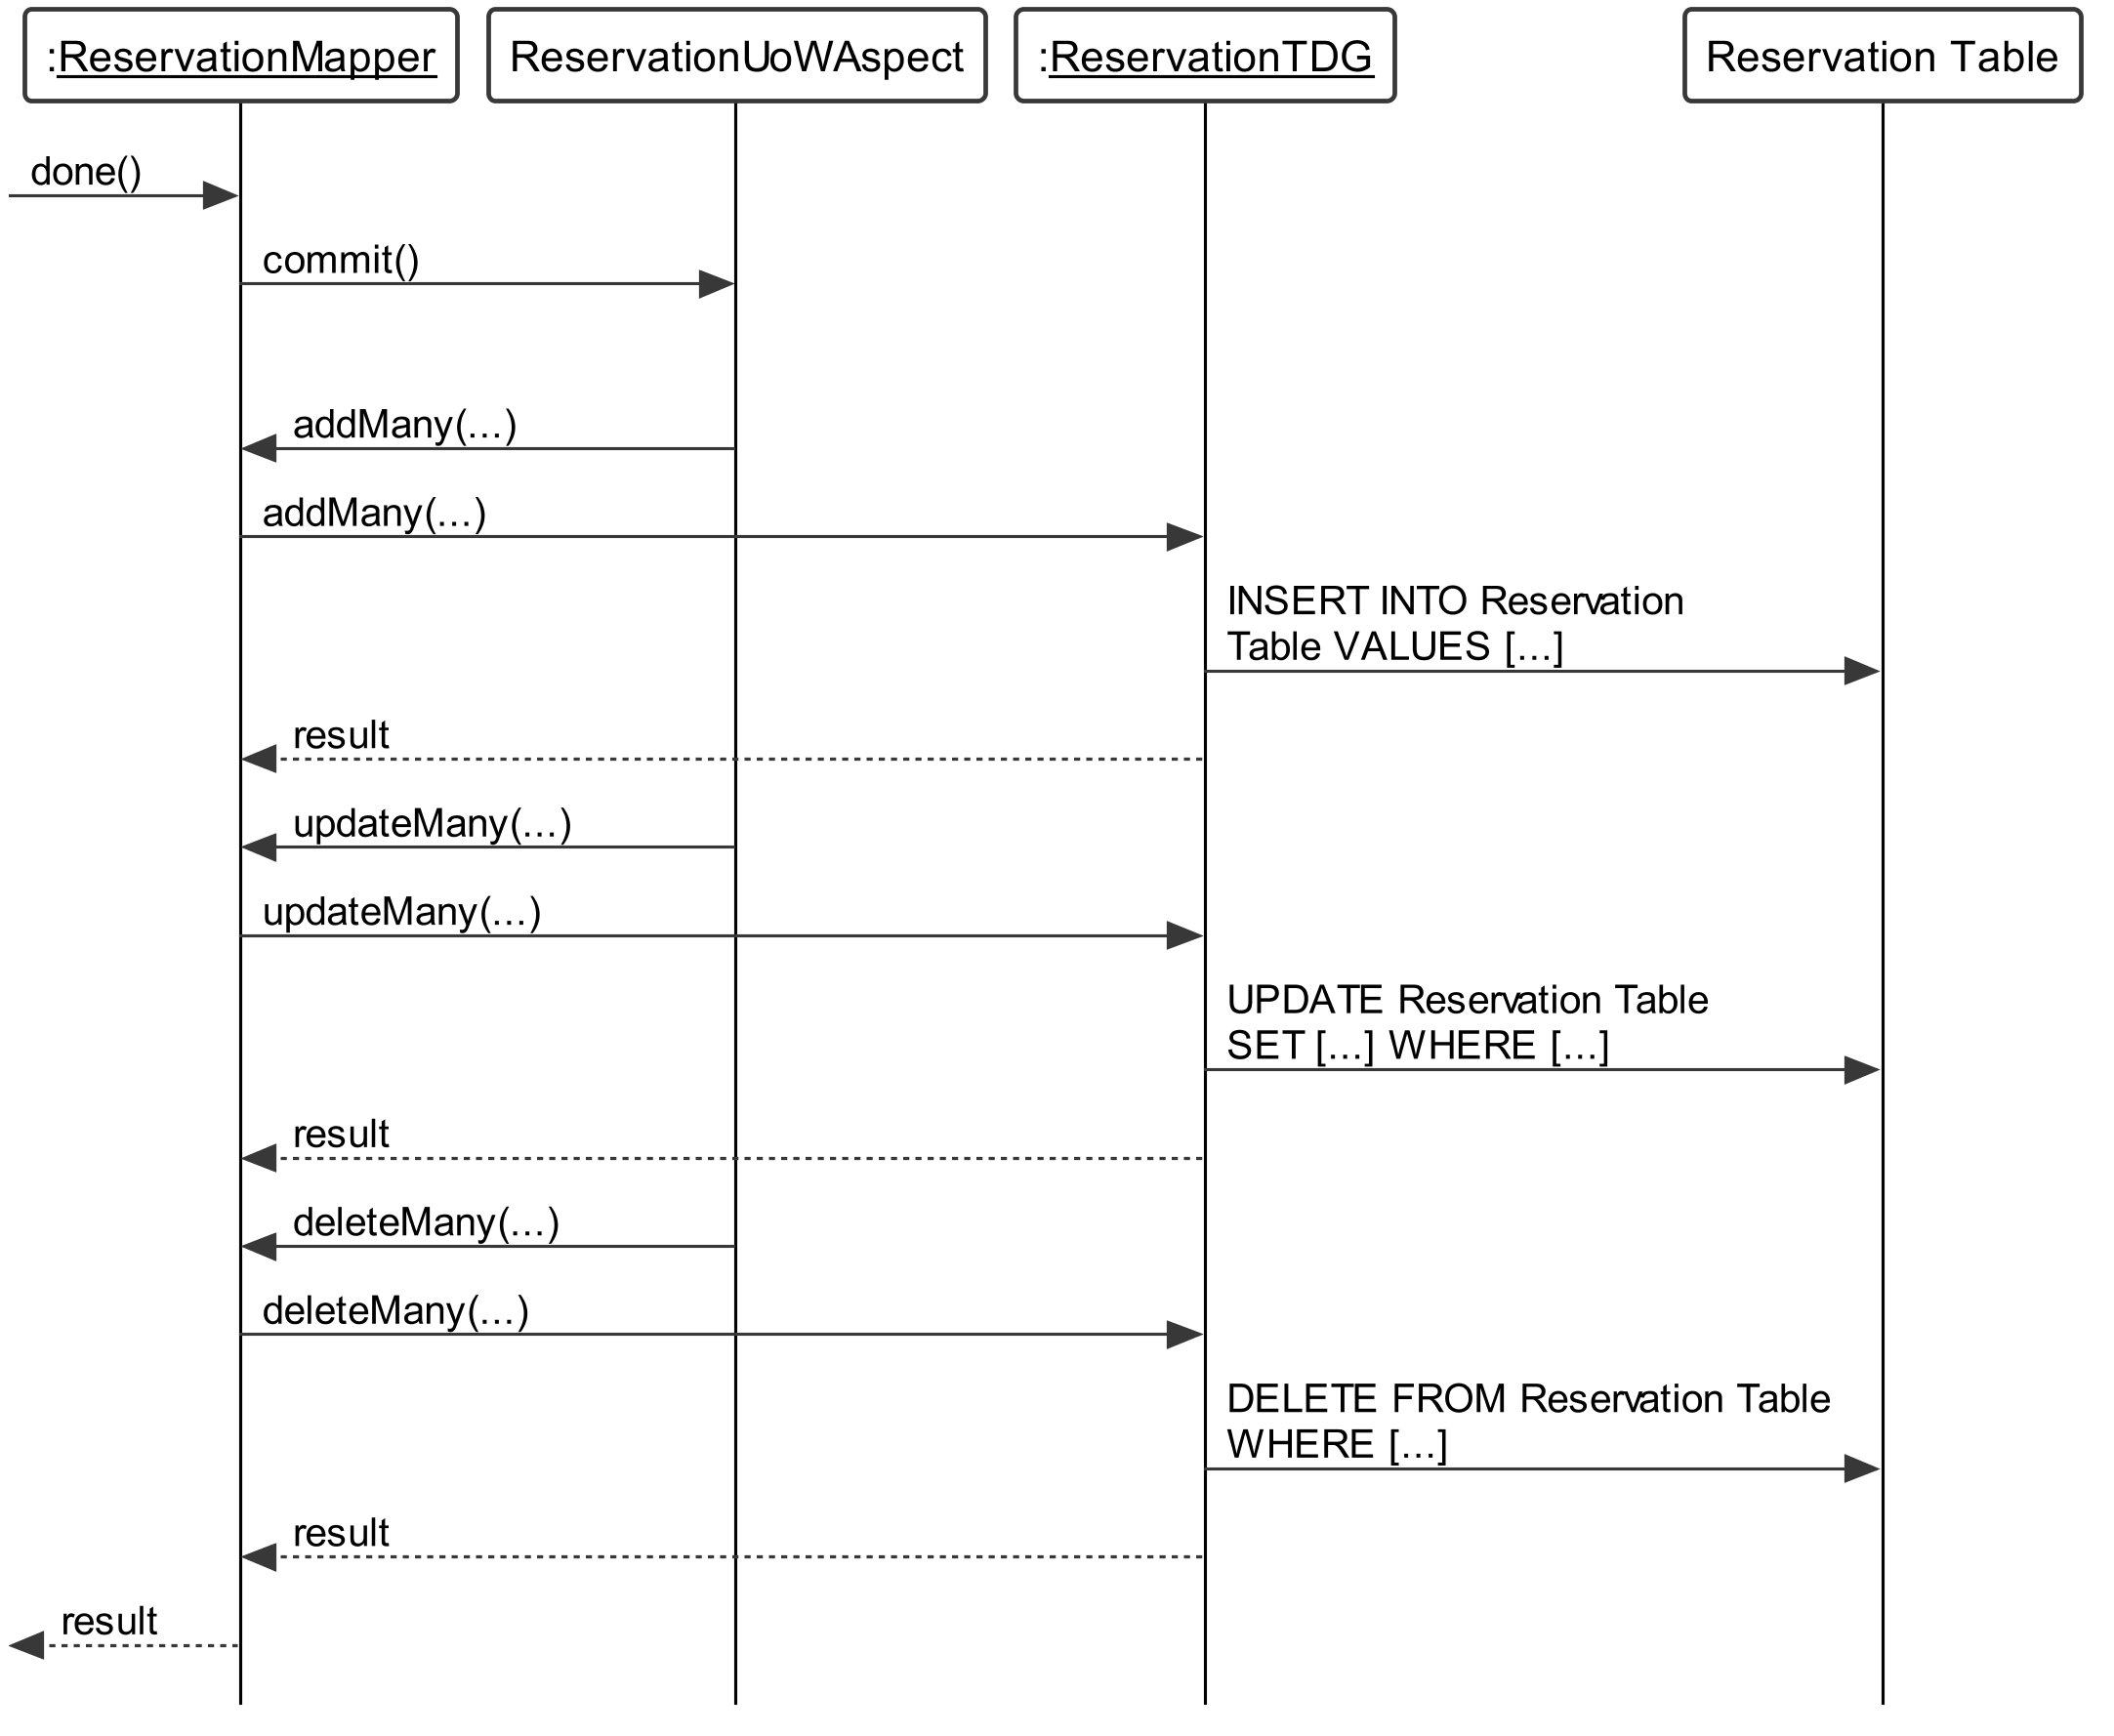 :ReservationMapper
ReservationUoWAspect
:ReservationTDG
Reservation Table
done()
commit()
addMany(...)
addMany(...)
INSERT INTO Reservation
Table VALUES [...]
result
updateMany(...)
updateMany(...)
UPDATE Reservation Table
SET [...] WHERE [...]
result
deleteMany(...)
deleteMany(...)
DELETE FROM Reservation Table
WHERE [...]
result
result